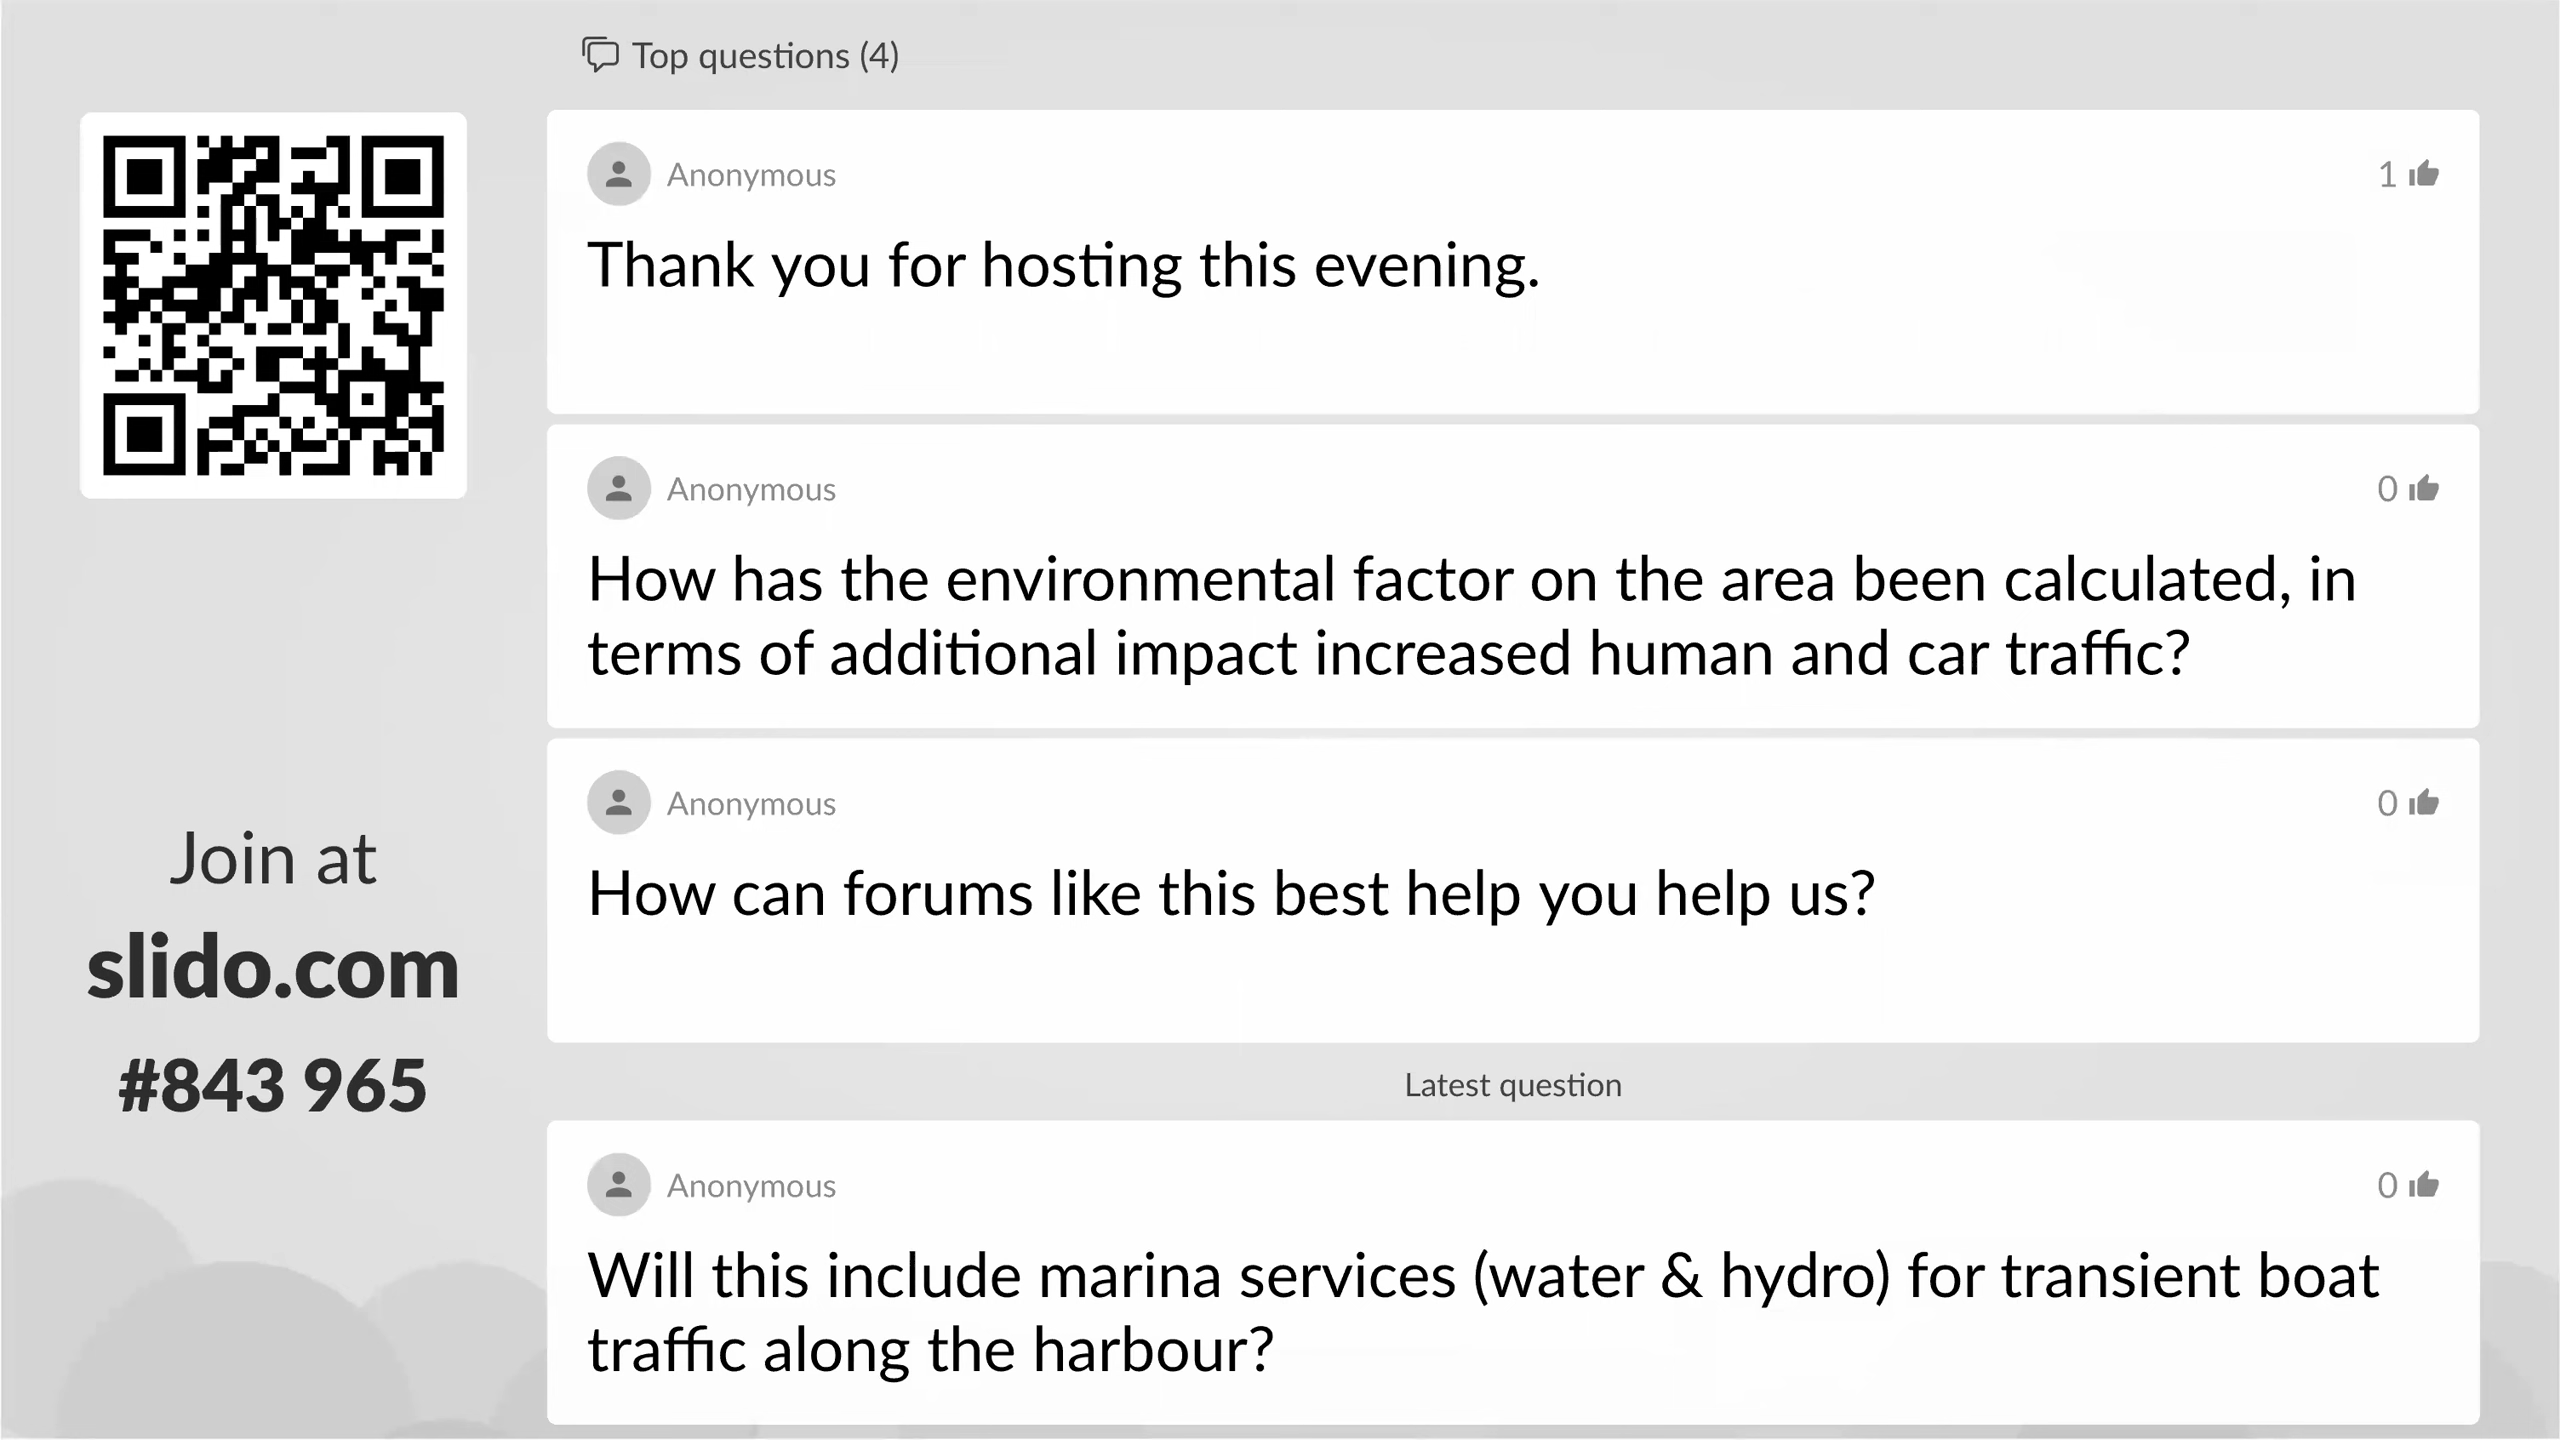 Top questions (4)
Anonymous
1
Thank you for hosting this evening.
Anonymous
0
How has the environmental factor on the area been calculated, in
terms of additional impact increased human and car traffic?
Anonymous
0
How can forums like this best help you help us?
Join at
slido.com
#843 965
Latest question
Anonymous
0
Will this include marina services (water & hydro) for transient boat
traffic along the harbour?